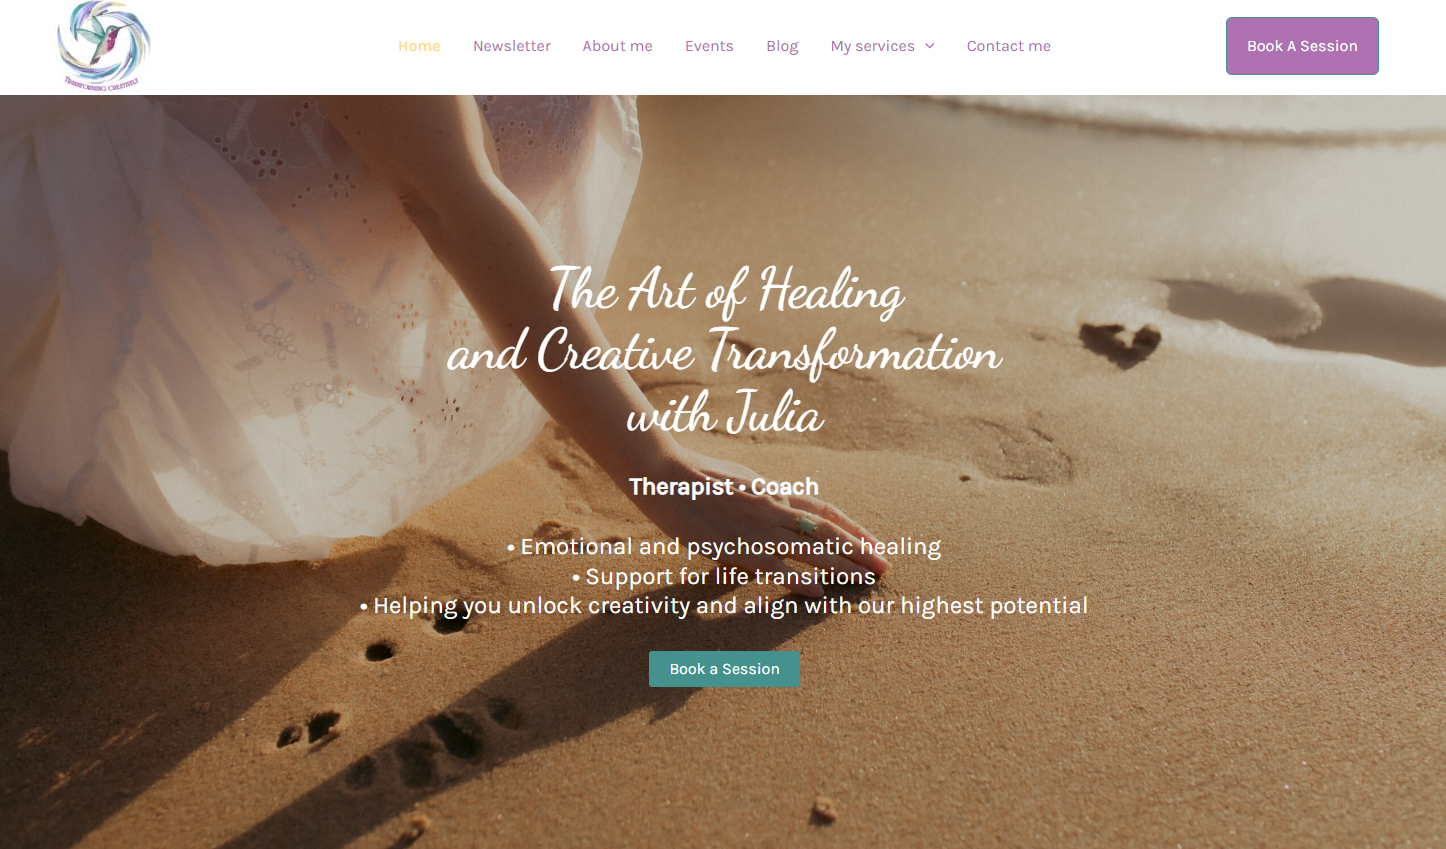 TRANSFORMING CREATIVELY
Home
Newsletter
About me
Events
Blog
My services
Contact me
Book A Session
The Art of Healing
and Creative Transformation
with Julia
Therapist • Coach
• Emotional and psychosomatic healing
• Support for life transitions
• Helping you unlock creativity and align with our highest potential
Book a Session